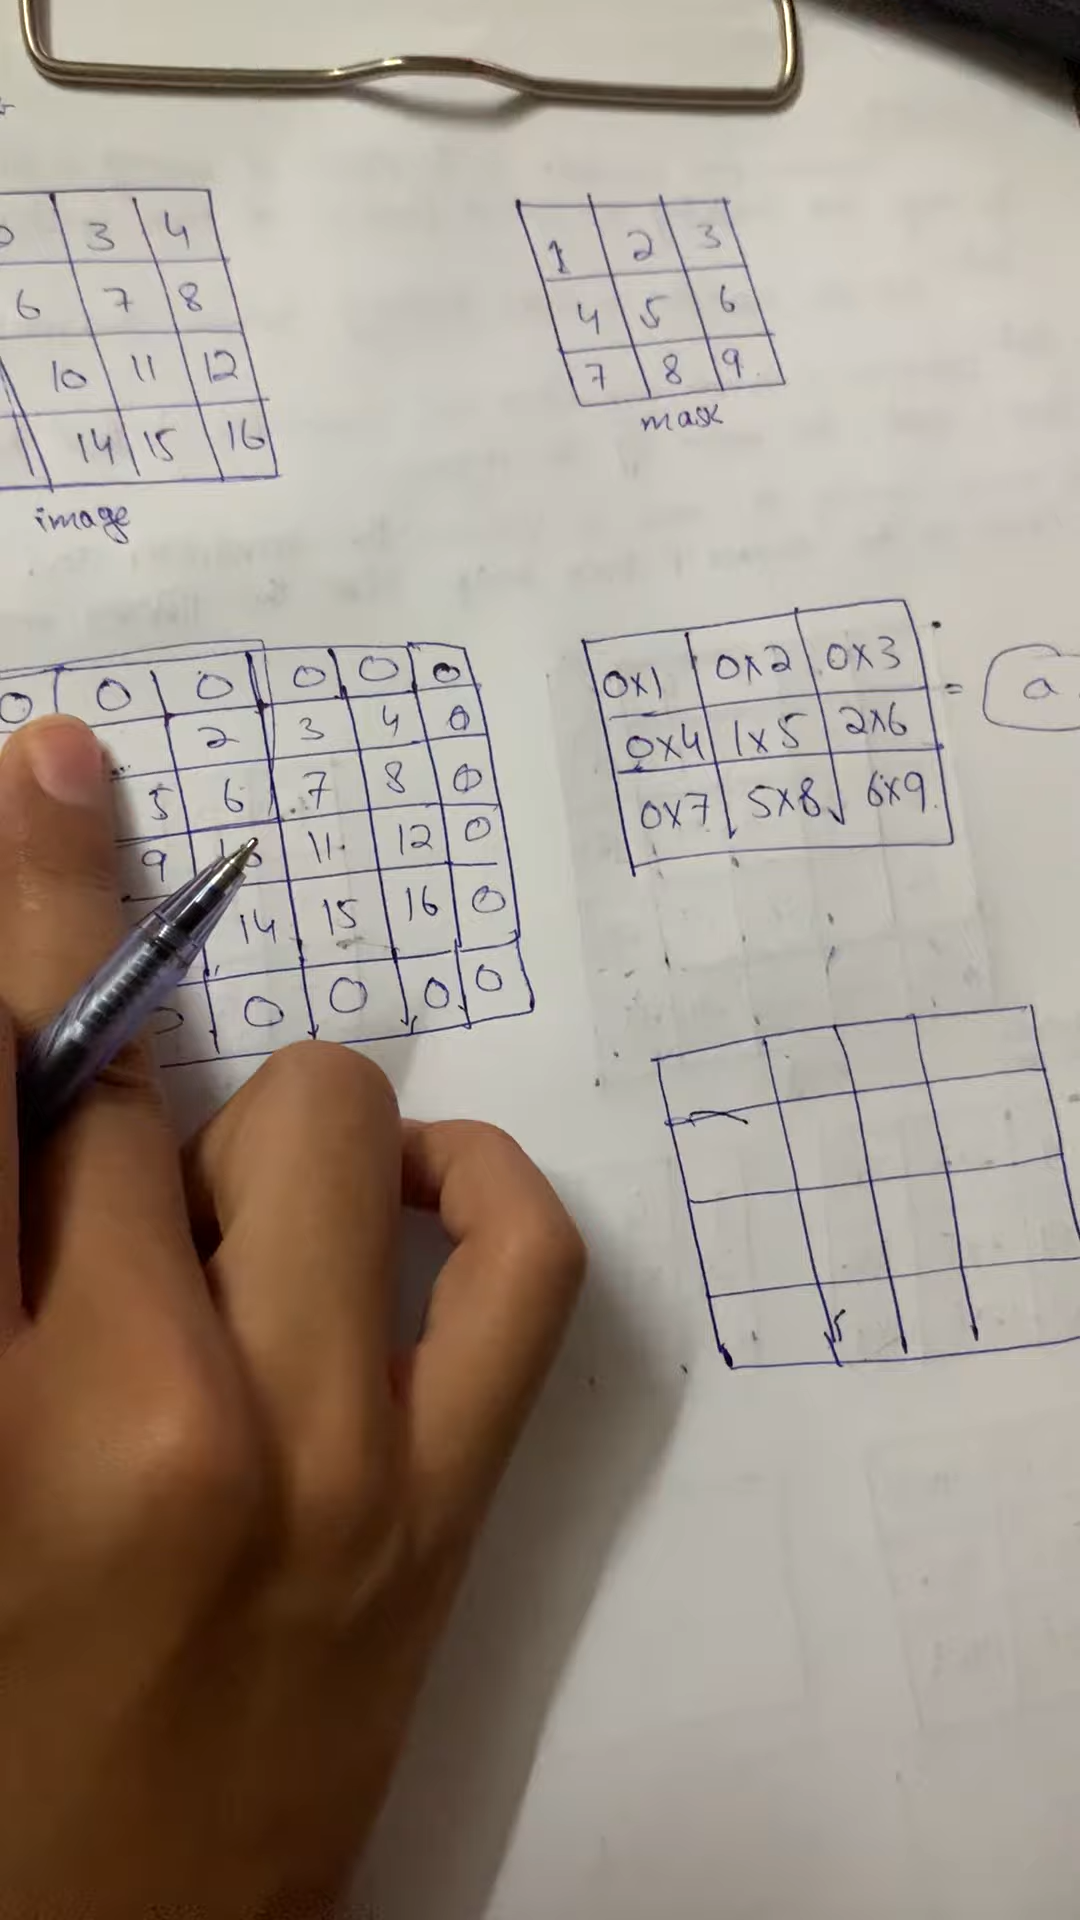 3 4
6 7 8
10 11 12
14 15 16
image
1 2 3
4 5 6
7 8 9
mask
0 0 0 0 0 0
2 3 4 0
5 6 7 8 0
9 11 12 0
14 15 16 0
0 0 0 0
0x1 0x2 0x3
0x4 1x5 2x6
0x7 5x8 6x9
= a